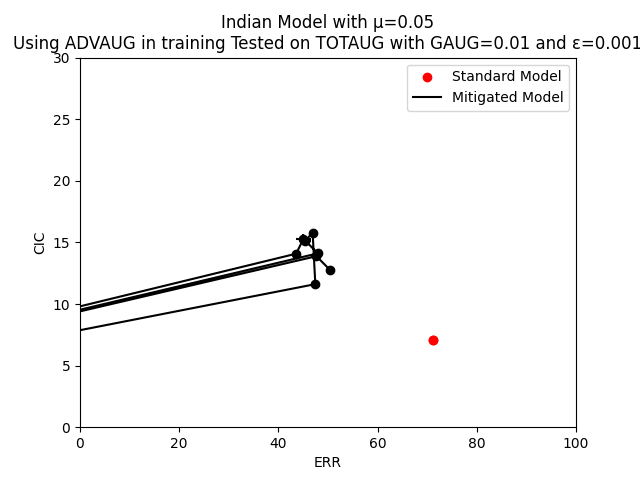 Indian Model with μ=0.05
Using ADVAUG in training Tested on TOTAUG with GAUG=0.01 and ε=0.001
30
25
20
15
10
5
0
CIC
Standard Model
Mitigated Model
0 20 40 60 80 100
ERR